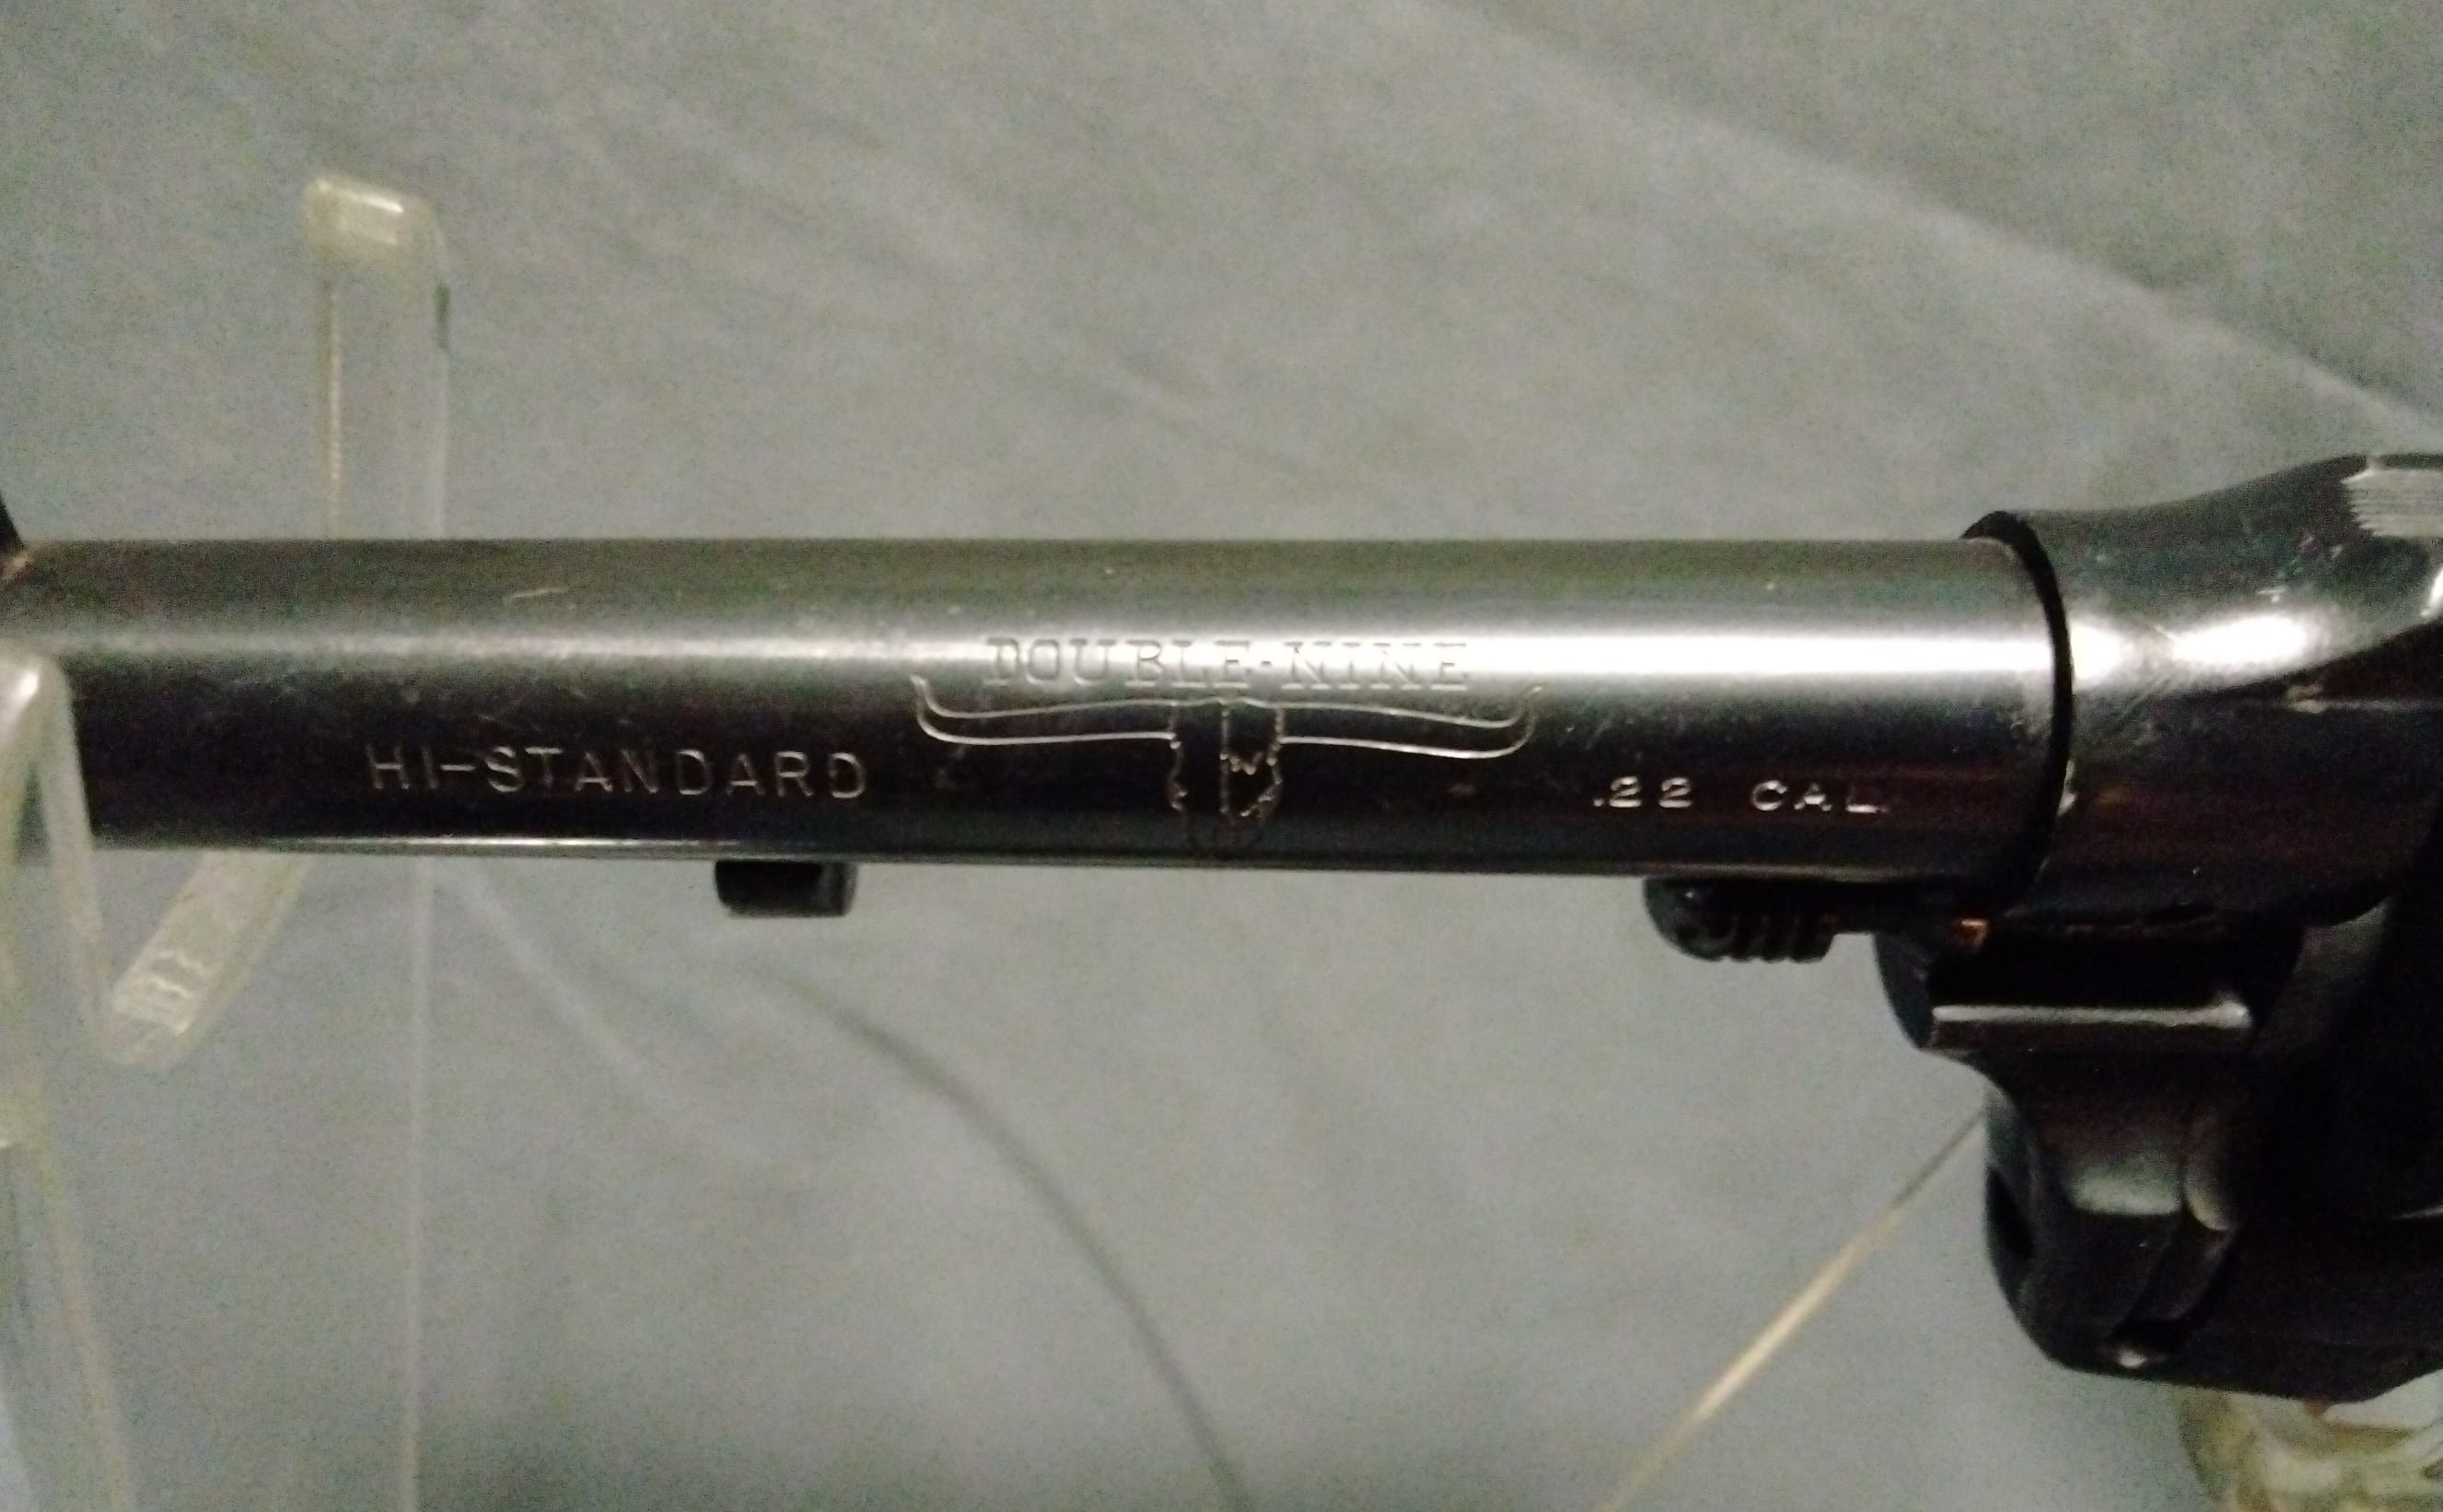 DOUBLE-NINE
HI-STANDARD
.22 CAL.